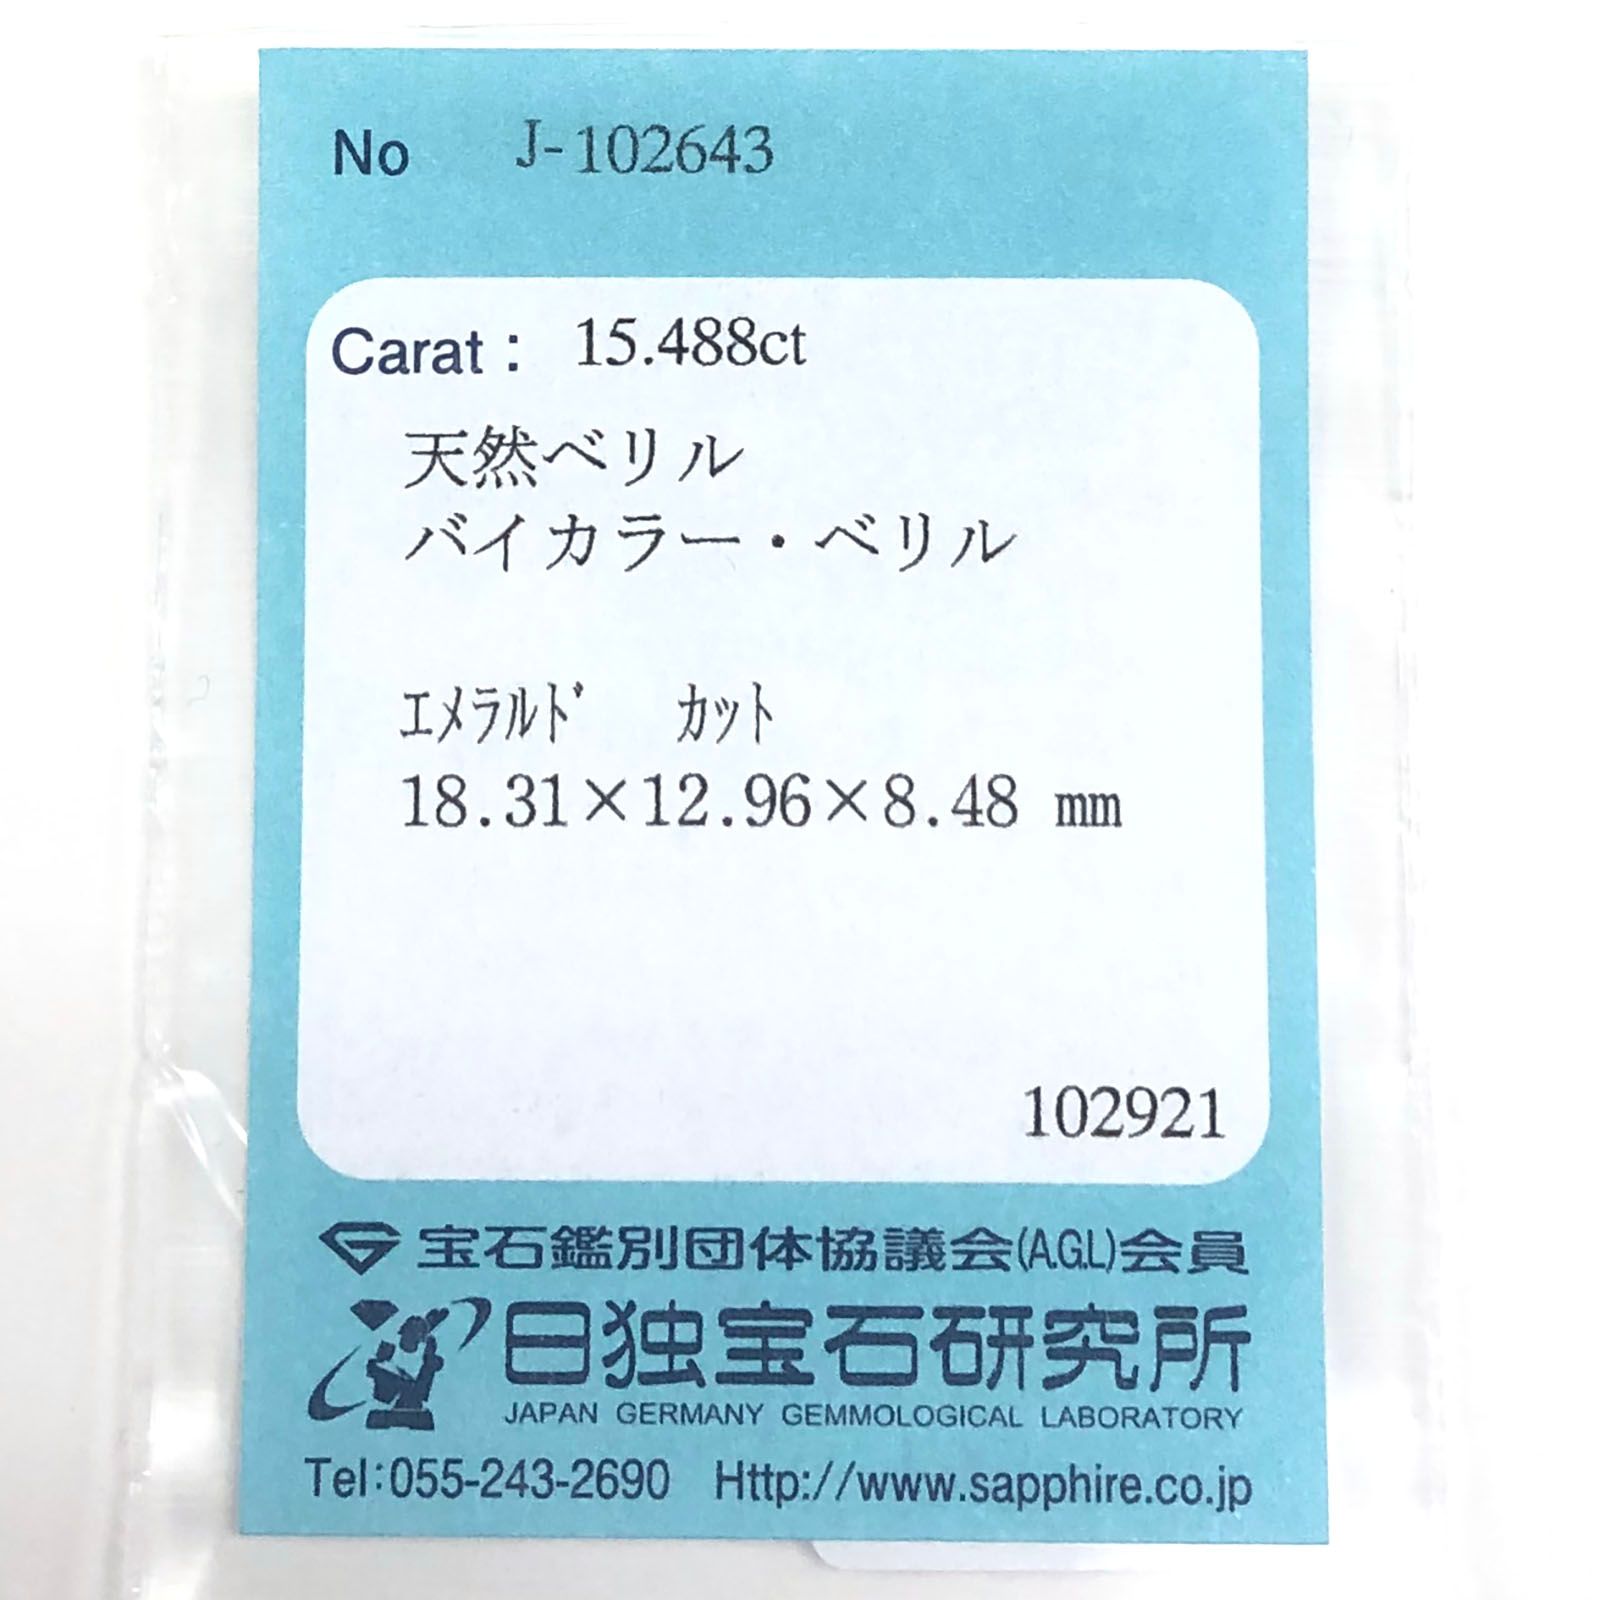 No J-102643
Carat： 15.488ct
天然ベリル
バイカラー・ベリル
ｴﾒﾗﾙﾄﾞ ｶｯﾄ
18.31×12.96×8.48 mm
102921
宝石鑑別団体協議会(A.G.L)会員
日独宝石研究所
JAPAN GERMANY GEMMOLOGICAL LABORATORY
Tel:055-243-2690 Http://www.sapphire.co.jp